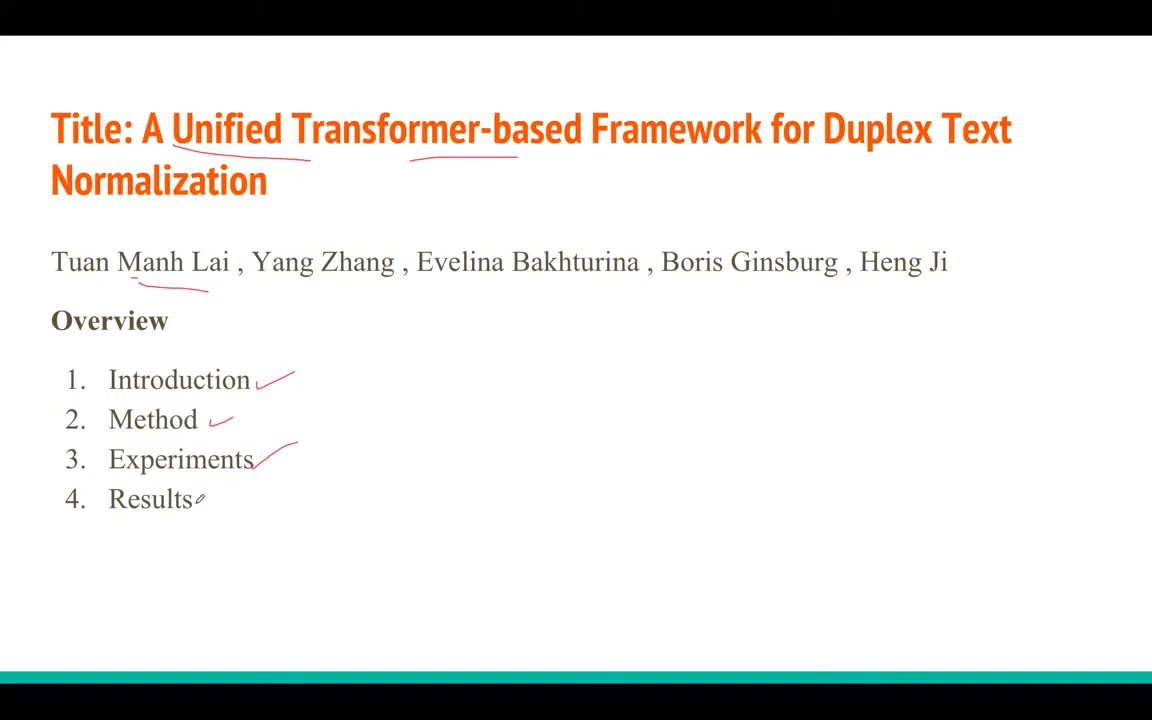 Title: A Unified Transformer-based Framework for Duplex Text
Normalization
Tuan Manh Lai , Yang Zhang , Evelina Bakhturina , Boris Ginsburg , Heng Ji
Overview
1. Introduction
2. Method
3. Experiments
4. Results